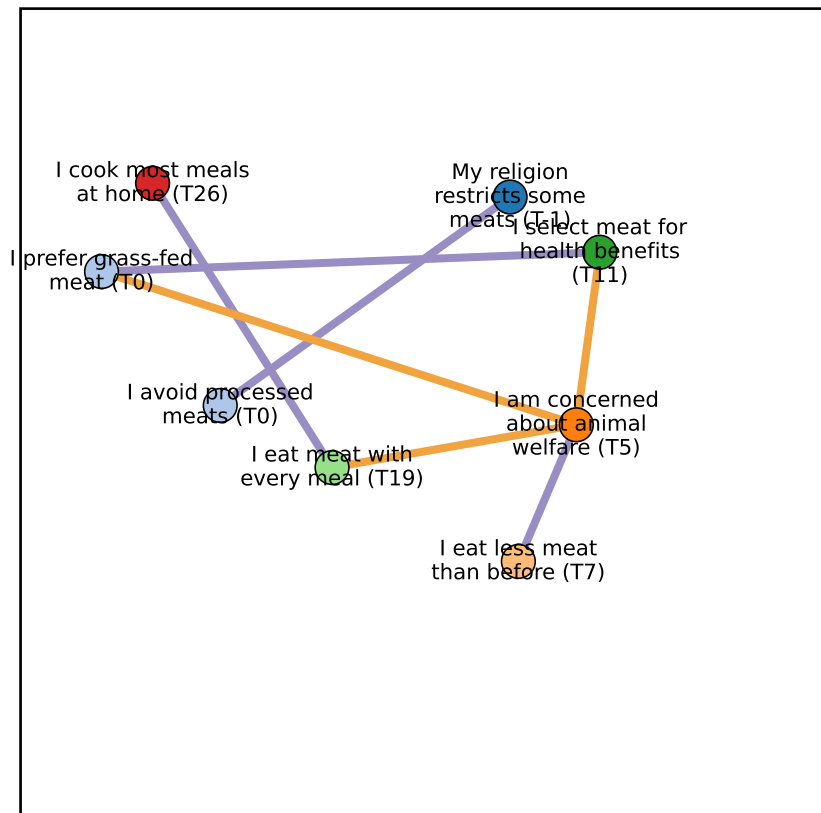 I cook most meals
at home (T26)
My religion
restricts some
meats (T-1)
I select meat for
health benefits
(T11)
I prefer grass-fed
meat (T0)
I avoid processed
meats (T0)
I am concerned
about animal
welfare (T5)
I eat meat with
every meal (T19)
I eat less meat
than before (T7)